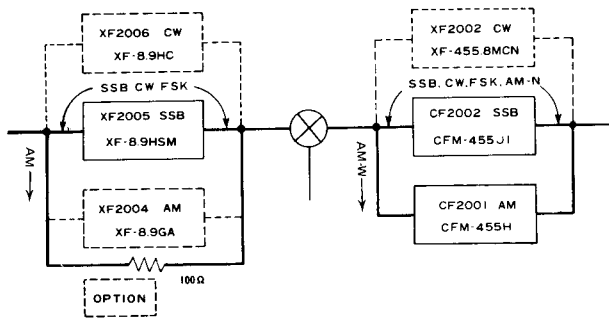 XF2006 CW
XF-8.9HC
SSB CW FSK
XF2005 SSB
XF-8.9HSM
AM
XF2004 AM
XF-8.9GA
100Ω
OPTION
XF2002 CW
XF-455.8MCN
SSB, CW, FSK, AM-N
CF2002 SSB
CFM-455J1
AM-W
CF2001 AM
CFM-455H